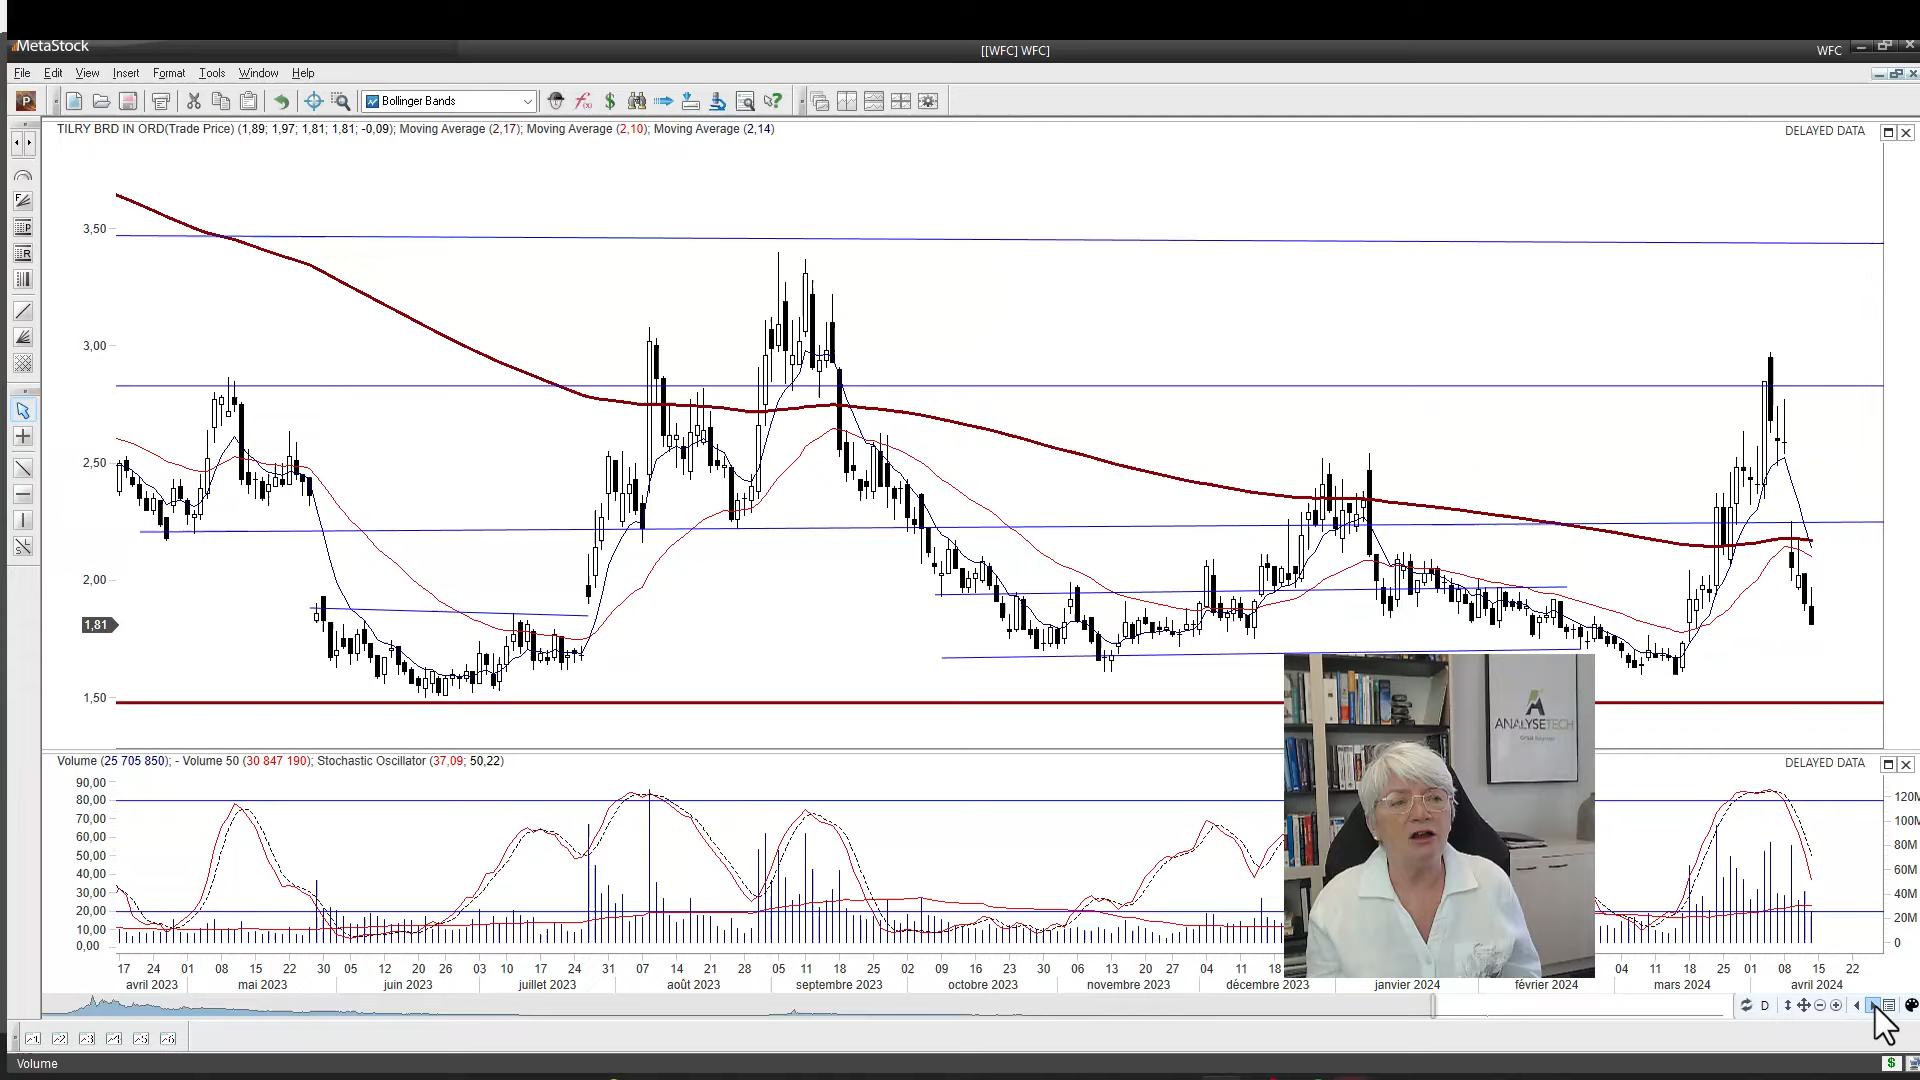 MetaStock
[[WFC] WFC]
WFC
File Edit View Insert Format Tools Window Help
Bollinger Bands
TILRY BRD IN ORD(Trade Price) (1,89; 1,97; 1,81; 1,81; -0,09); Moving Average (2,17); Moving Average (2,10); Moving Average (2,14)
DELAYED DATA
3,50
3,00
2,50
2,00
1,81
1,50
ANALYSETECH
Volume (25 705 850); - Volume 50 (30 847 190); Stochastic Oscillator (37,09; 50,22)
DELAYED DATA
90,00
80,00
70,00
60,00
50,00
40,00
30,00
20,00
10,00
0,00
120M
100M
80M
60M
40M
20M
0
17 24 01 08 15 22 30 05 12 20 26 03 10 17 24 31 07 14 21 28 05 11 18 25 02 09 16 23 30 06 13 20 27 04 11 18 04 11 18 25 01 08 15 22
avril 2023 mai 2023 juin 2023 juillet 2023 août 2023 septembre 2023 octobre 2023 novembre 2023 décembre 2023 janvier 2024 février 2024 mars 2024 avril 2024
D
1 2 3 4 5 6
Volume